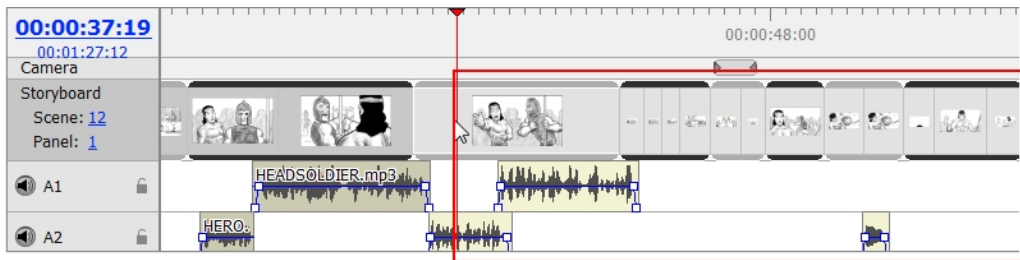 00:00:37:19
00:01:27:12
00:00:48:00
Camera
Storyboard
Scene: 12
Panel: 1
A1
HEADSOLDIER.mp3
A2
HERO.